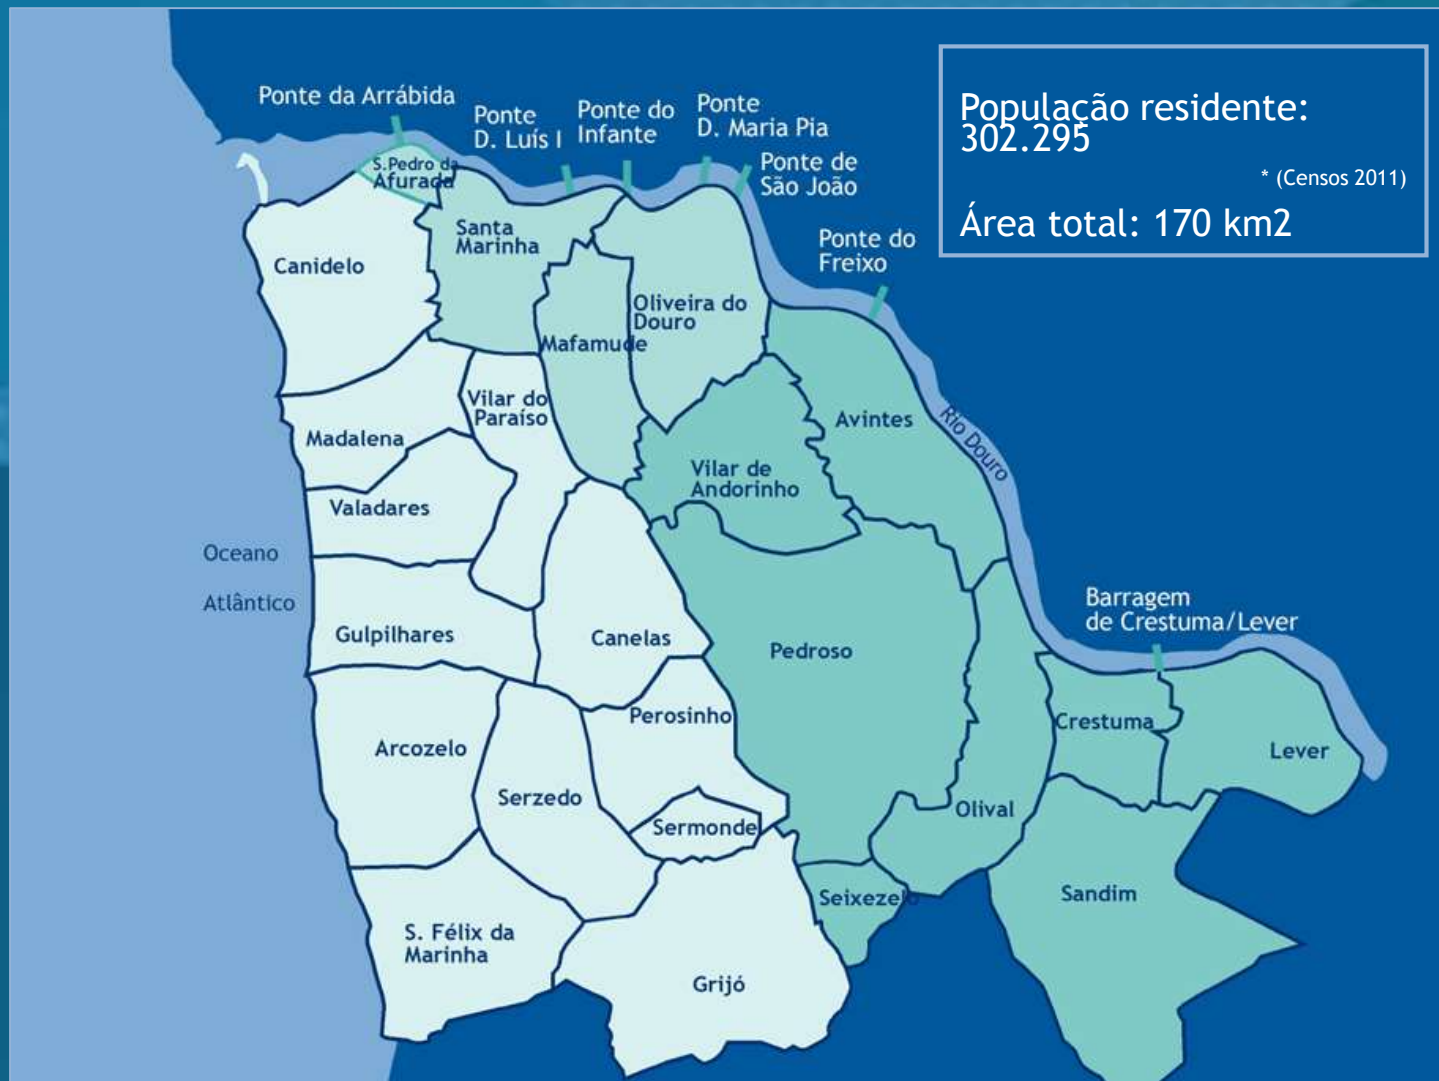 População residente:
302.295
* (Censos 2011)
Área total: 170 km2
Ponte da Arrábida
Ponte
D. Luís I
Ponte do
Infante
Ponte
D. Maria Pia
Ponte de
São João
Ponte do
Freixo
S.Pedro da
Afurada
Santa
Marinha
Canidelo
Oliveira do
Douro
Mafamude
Vilar do
Paraíso
Avintes
Rio Douro
Madalena
Vilar de
Andorinho
Valadares
Oceano
Atlântico
Barragem
de Crestuma/Lever
Gulpilhares
Canelas
Pedroso
Perosinho
Crestuma
Arcozelo
Lever
Serzedo
Olival
Sermonde
Seixezelo
Sandim
S. Félix da
Marinha
Grijó